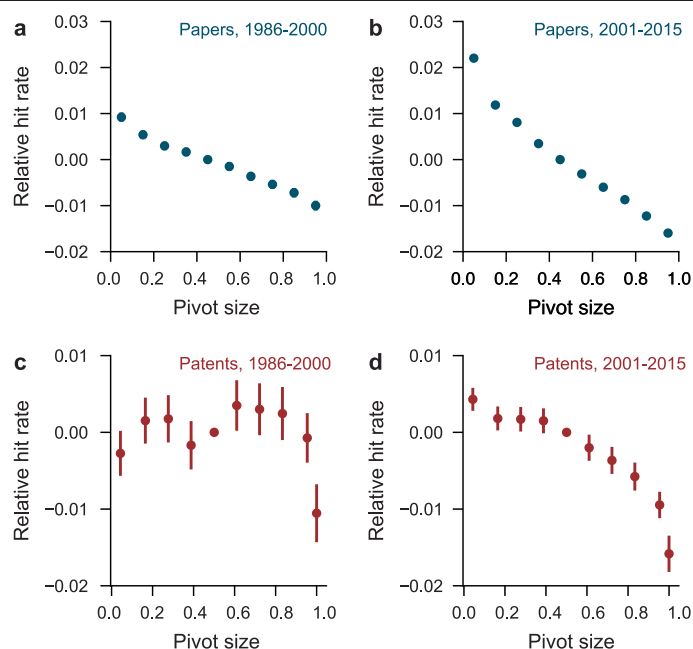 a
Papers, 1986-2000
0.03
0.02
0.01
0.00
−0.01
−0.02
Relative hit rate
0.0 0.2 0.4 0.6 0.8 1.0
Pivot size
b
Papers, 2001-2015
0.03
0.02
0.01
0.00
−0.01
−0.02
Relative hit rate
0.0 0.2 0.4 0.6 0.8 1.0
Pivot size
c
Patents, 1986-2000
0.01
0.00
−0.01
−0.02
Relative hit rate
0.0 0.2 0.4 0.6 0.8 1.0
Pivot size
d
Patents, 2001-2015
0.01
0.00
−0.01
−0.02
Relative hit rate
0.0 0.2 0.4 0.6 0.8 1.0
Pivot size